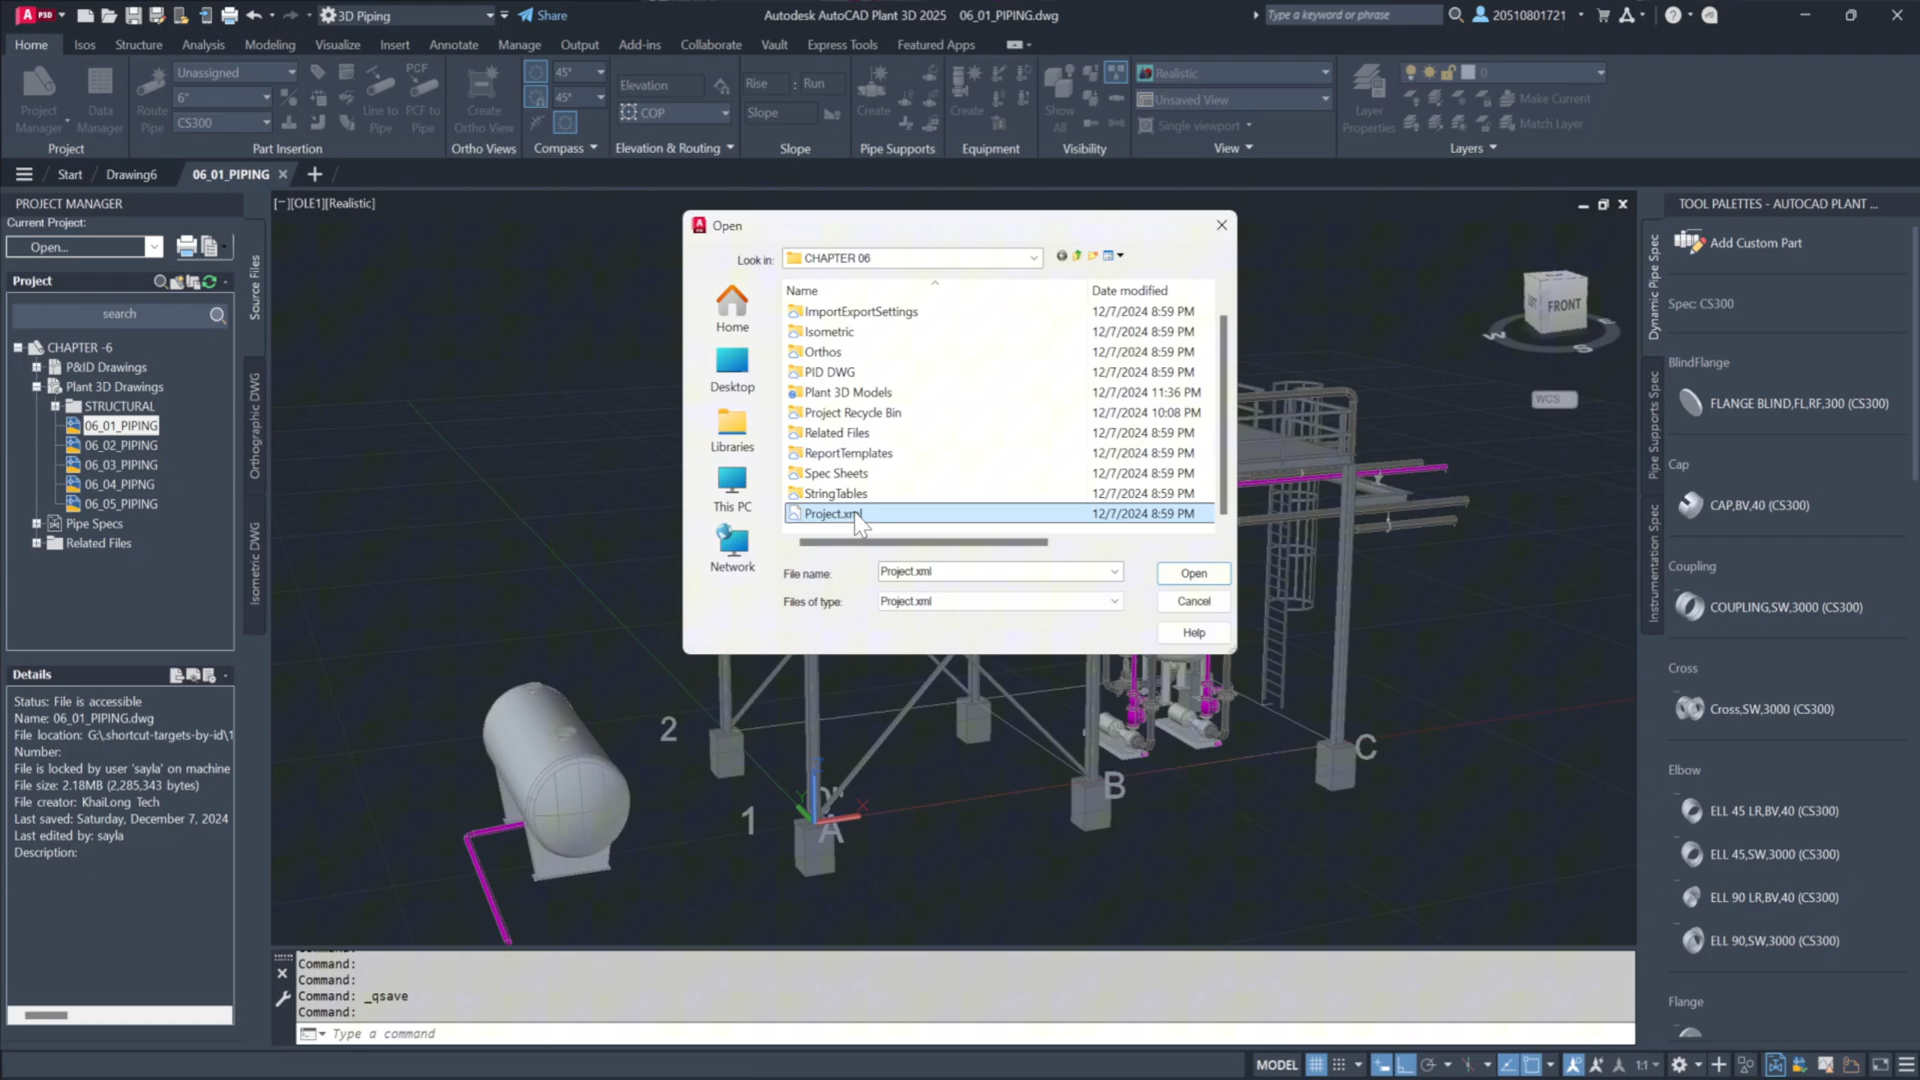 P3D
3D Piping
Share
Autodesk AutoCAD Plant 3D 2025 06_01_PIPING.dwg
Type a keyword or phrase
20510801721
Home Isos Structure Analysis Modeling Visualize Insert Annotate Manage Output Add-ins Collaborate Vault Express Tools Featured Apps
Project Manager
Data Manager
Project
Route Pipe
Unassigned
6"
CS300
Line to Pipe
PCF
PCF to Pipe
Part Insertion
Create Ortho View
Ortho Views
45°
45°
Compass
Elevation
COP
Elevation & Routing
Rise : Run
Slope
Slope
Create
Pipe Supports
Create
Equipment
Show All
Visibility
Realistic
Unsaved View
Single viewport
View
Layer Properties
0
Make Current
Match Layer
Layers
Start Drawing6 06_01_PIPING
PROJECT MANAGER
Current Project:
Open...
Project
search
CHAPTER -6
P&ID Drawings
Plant 3D Drawings
STRUCTURAL
06_01_PIPING
06_02_PIPING
06_03_PIPING
06_04_PIPNG
06_05_PIPING
Pipe Specs
Related Files
Source Files
Orthographic DWG
Isometric DWG
Details
Status: File is accessible
Name: 06_01_PIPING.dwg
File location: G:\.shortcut-targets-by-id\1
Number:
File is locked by user 'sayla' on machine
File size: 2.18MB (2,285,343 bytes)
File creator: KhaiLong Tech
Last saved: Saturday, December 7, 2024
Last edited by: sayla
Description:
[−][OLE1][Realistic]
Open
Look in: CHAPTER 06
Home
Desktop
Libraries
This PC
Network
Name Date modified
ImportExportSettings 12/7/2024 8:59 PM
Isometric 12/7/2024 8:59 PM
Orthos 12/7/2024 8:59 PM
PID DWG 12/7/2024 8:59 PM
Plant 3D Models 12/7/2024 11:36 PM
Project Recycle Bin 12/7/2024 10:08 PM
Related Files 12/7/2024 8:59 PM
ReportTemplates 12/7/2024 8:59 PM
Spec Sheets 12/7/2024 8:59 PM
StringTables 12/7/2024 8:59 PM
Project.xml 12/7/2024 8:59 PM
File name: Project.xml
Files of type: Project.xml
Open
Cancel
Help
FRONT
W
S
WCS
2
1
A
B
C
X
Y
Command:
Command:
Command: _qsave
Command:
Type a command
TOOL PALETTES - AUTOCAD PLANT ...
Dynamic Pipe Spec
Pipe Supports Spec
Instrumentation Spec
Add Custom Part
Spec: CS300
BlindFlange
FLANGE BLIND,FL,RF,300 (CS300)
Cap
CAP,BV,40 (CS300)
Coupling
COUPLING,SW,3000 (CS300)
Cross
Cross,SW,3000 (CS300)
Elbow
ELL 45 LR,BV,40 (CS300)
ELL 45,SW,3000 (CS300)
ELL 90 LR,BV,40 (CS300)
ELL 90,SW,3000 (CS300)
Flange
MODEL
1:1